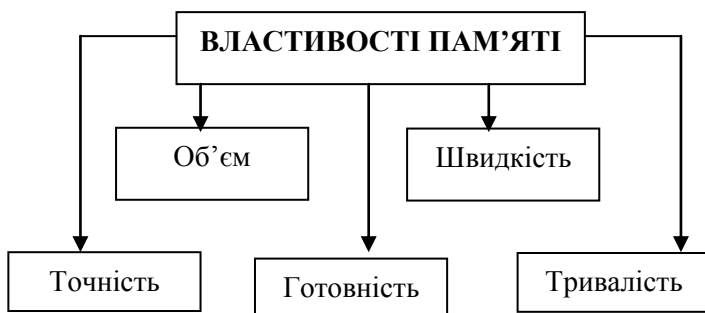 ВЛАСТИВОСТІ ПАМ’ЯТІ
Об’єм
Швидкість
Точність
Готовність
Тривалість